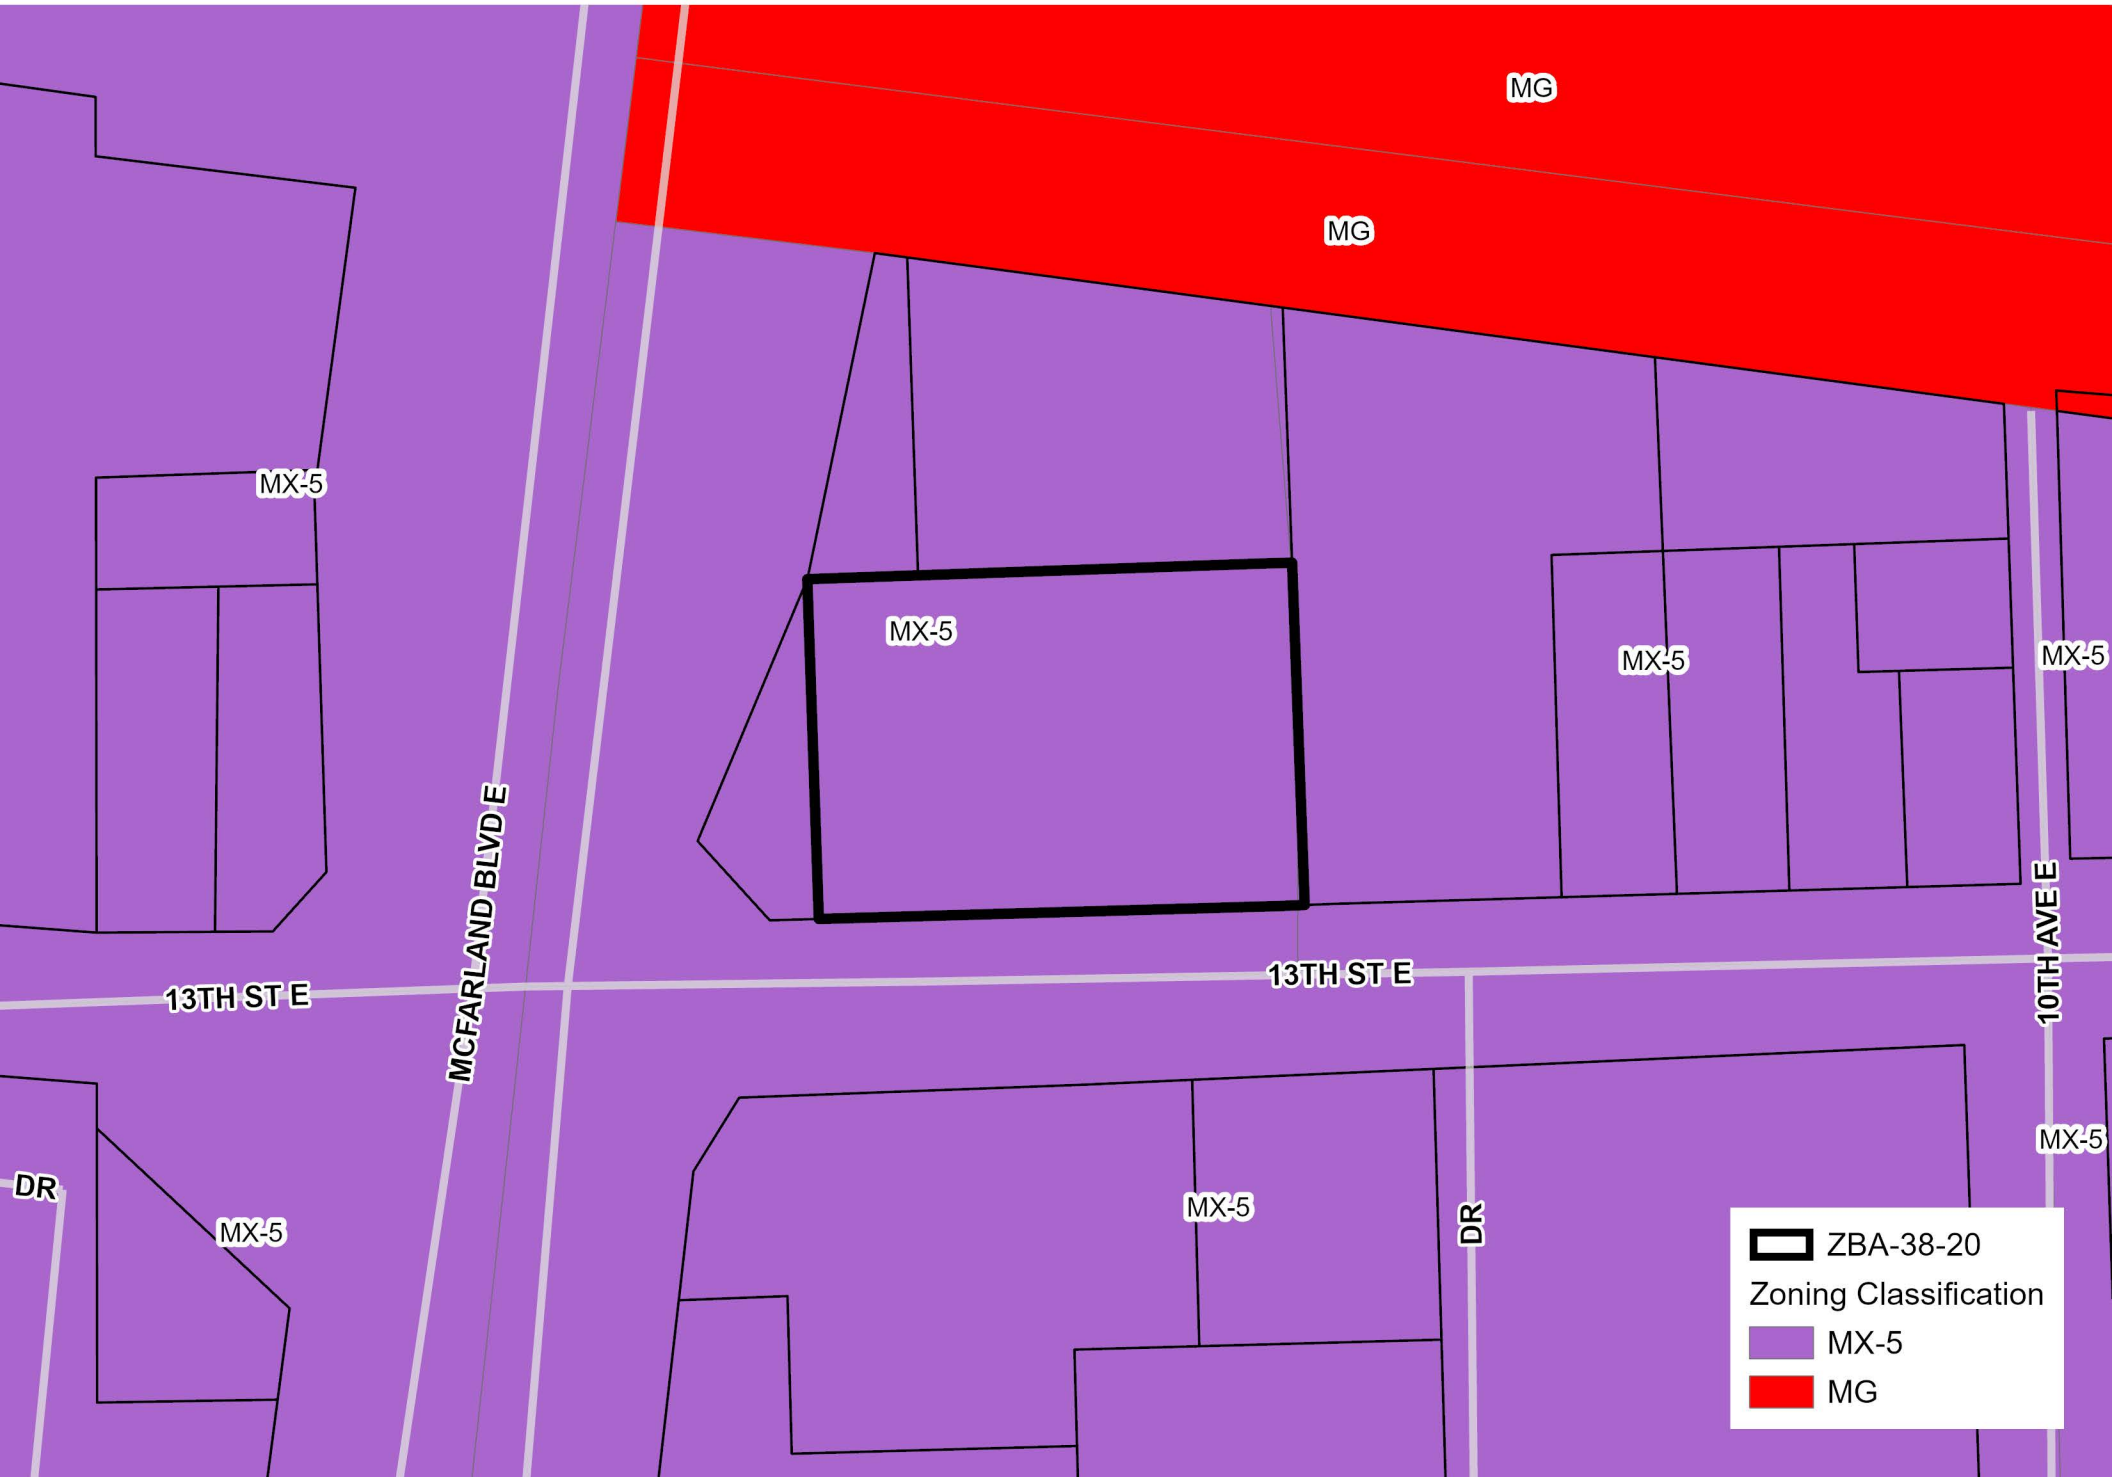 MG
MG
MX-5
MX-5
MX-5
MX-5
MCFARLAND BLVD E
10TH AVE E
13TH ST E
13TH ST E
MX-5
DR
MX-5
MX-5
DR
ZBA-38-20
Zoning Classification
MX-5
MG